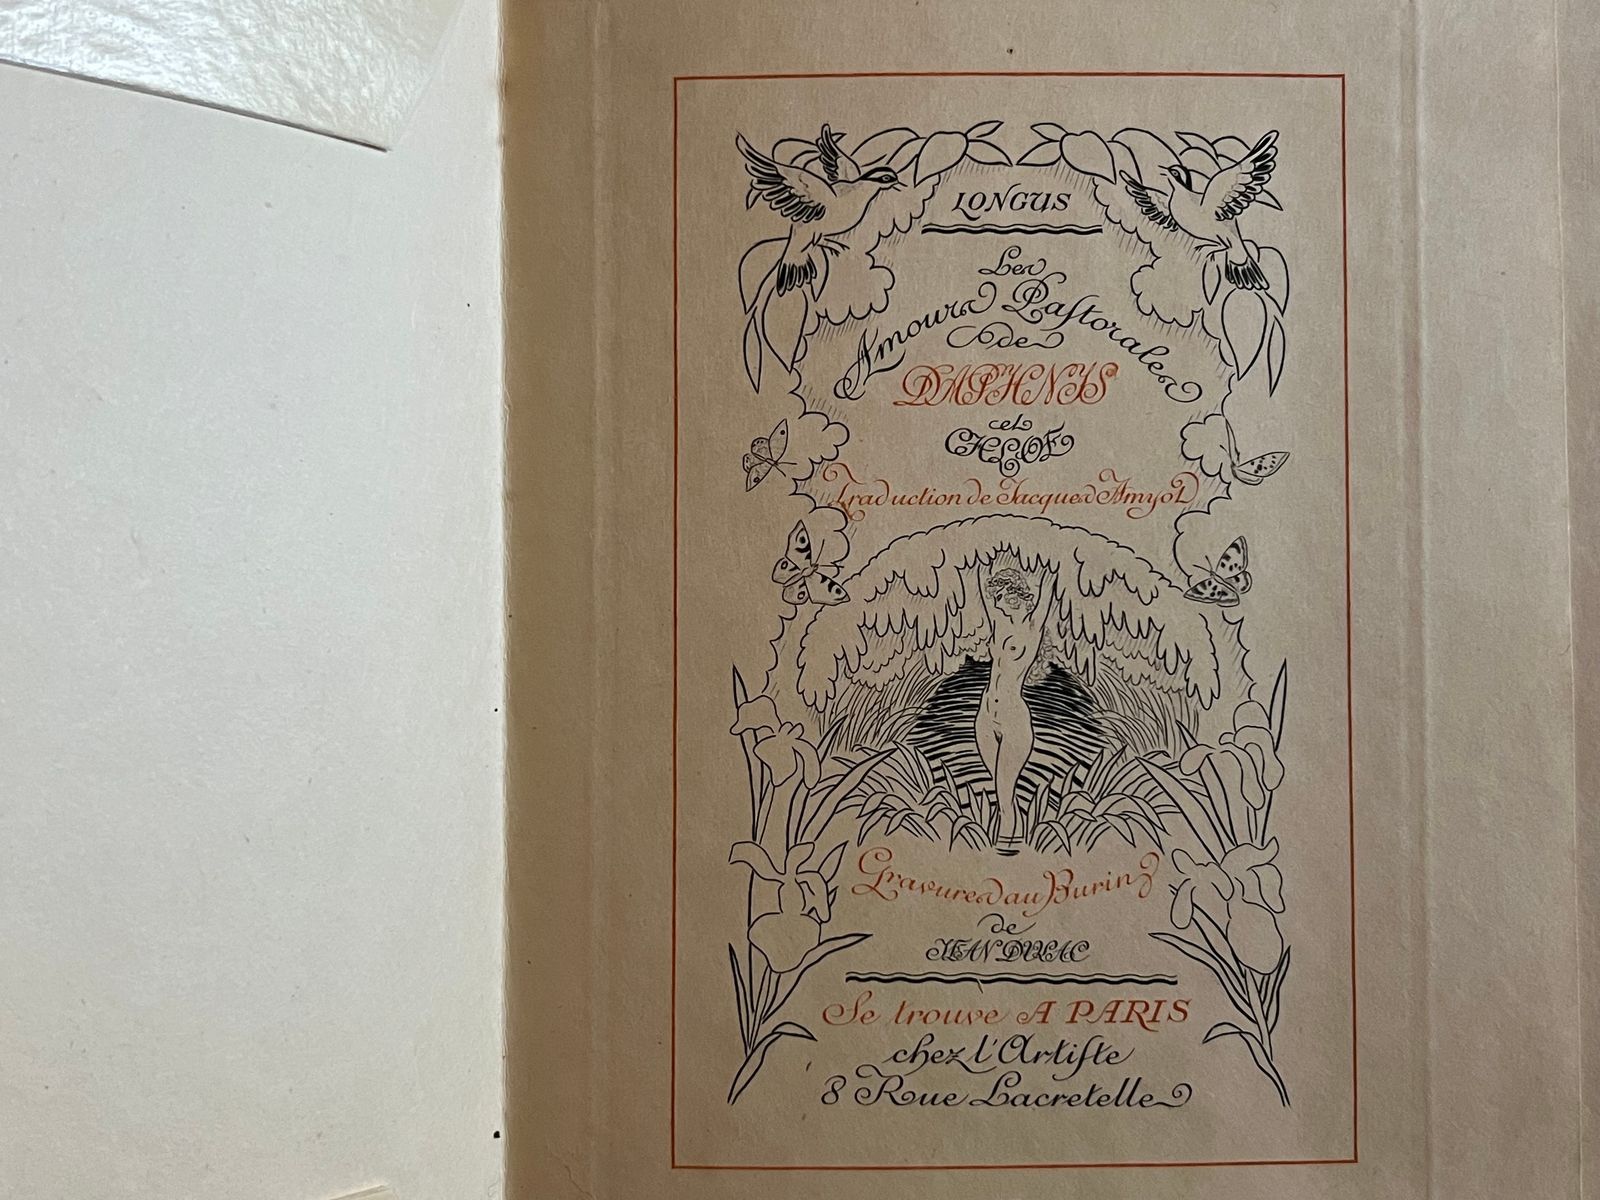 LONGUS
Les
Amours Pastorales
de
DAPHNIS
et
CHLOE
Traduction de Jacques Amyot
Gravures au Burin
de
JEAN DULAC
Se trouve A PARIS
chez l'Artiſte
8 Rue Lacretelle